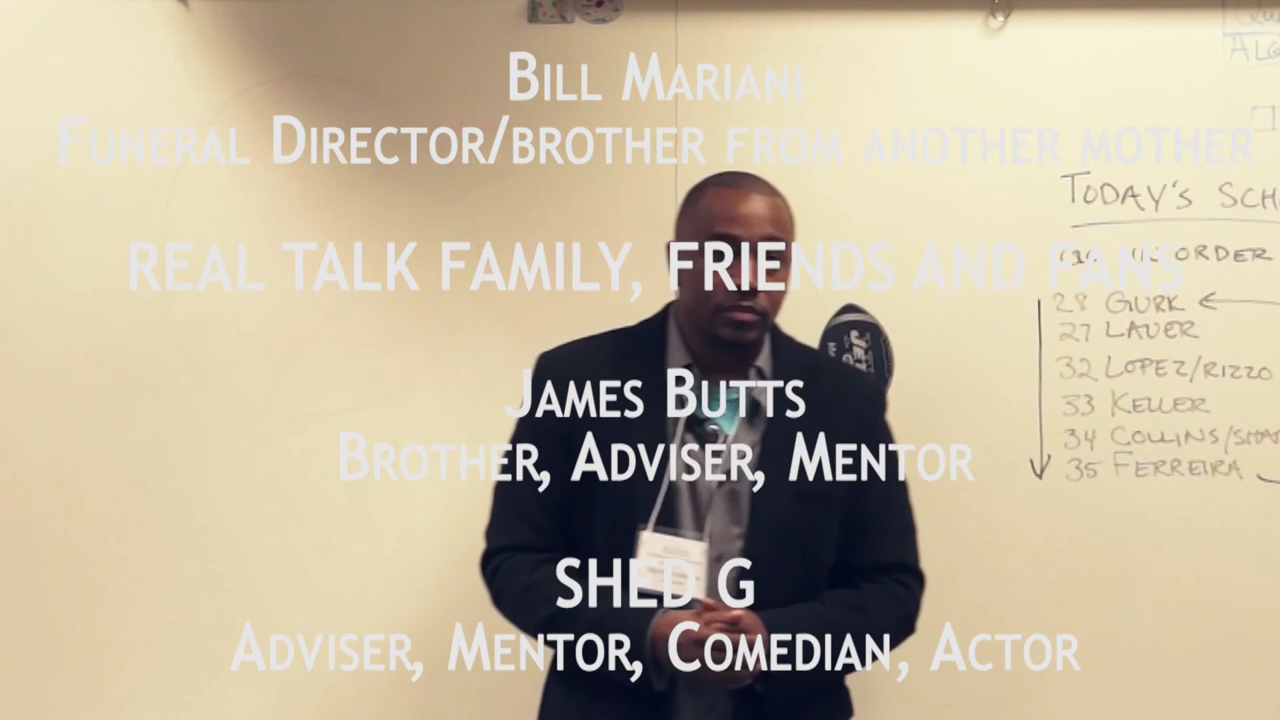 BILL MARIANI
FUNERAL DIRECTOR/BROTHER FROM ANOTHER MOTHER
REAL TALK FAMILY, FRIENDS AND FANS
JAMES BUTTS
BROTHER, ADVISER, MENTOR
SHED G
ADVISER, MENTOR, COMEDIAN, ACTOR
TODAY'S SCH
ORDER
28 GURK
27 LAUER
32 LOPEZ/RIZZO
33 KELLER
34 COLLINS/
35 FERREIRA
JET